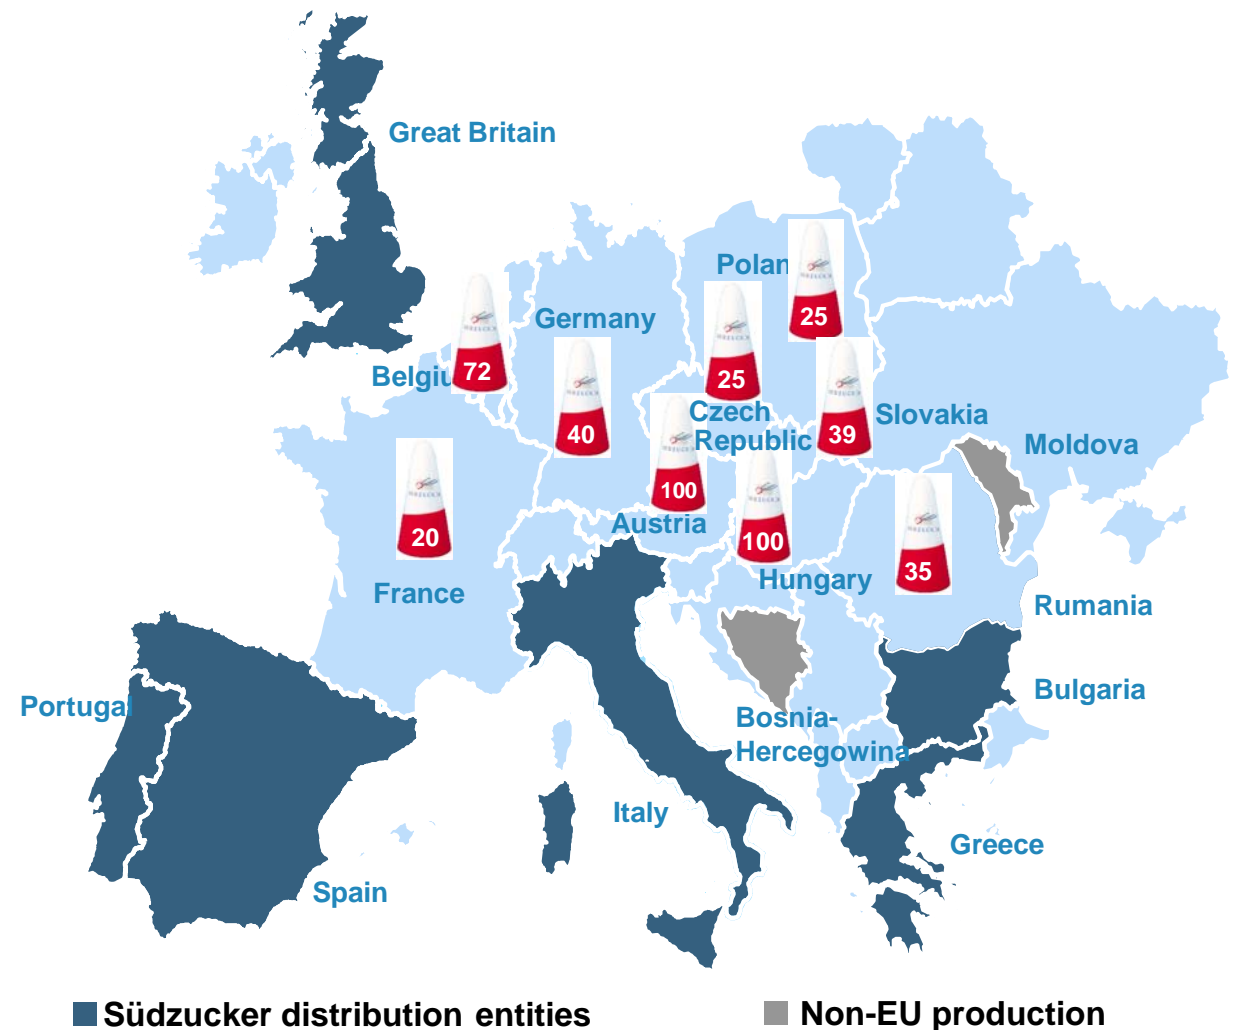 Great Britain
Polan
25
Germany
72
Belgiu
25
40
Czech
Republic
39
Slovakia
Moldova
100
Austria
20
100
35
France
Hungary
Rumania
Portugal
Bulgaria
Bosnia-
Hercegowina
Italy
Greece
Spain
Südzucker distribution entities
Non-EU production